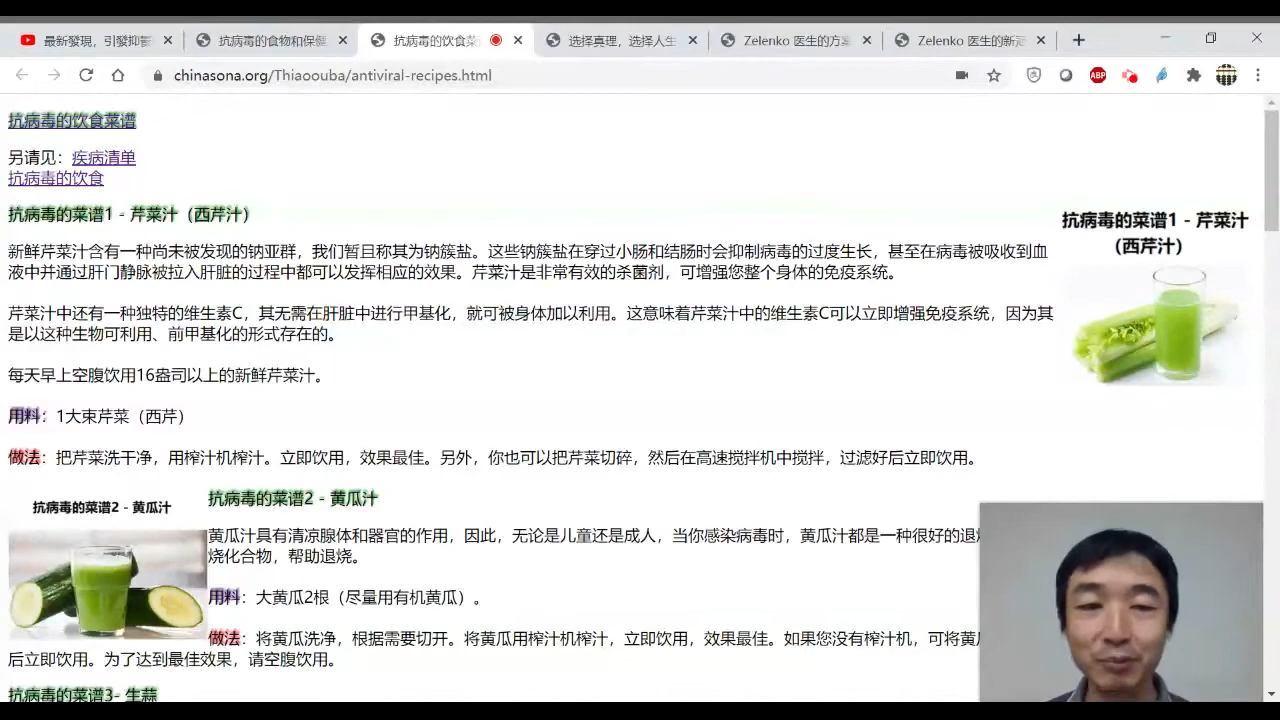 最新發現，引發抑鬱
抗病毒的食物和保健
抗病毒的饮食菜
选择真理，选择人生
Zelenko 医生的方案
Zelenko 医生的新冠
chinasona.org/Thiaoouba/antiviral-recipes.html
ABP
抗病毒的饮食菜谱
另请见：疾病清单
抗病毒的饮食
抗病毒的菜谱1 - 芹菜汁（西芹汁）
新鲜芹菜汁含有一种尚未被发现的钠亚群，我们暂且称其为钠簇盐。这些钠簇盐在穿过小肠和结肠时会抑制病毒的过度生长，甚至在病毒被吸收到血
液中并通过肝门静脉被拉入肝脏的过程中都可以发挥相应的效果。芹菜汁是非常有效的杀菌剂，可增强您整个身体的免疫系统。
芹菜汁中还有一种独特的维生素C，其无需在肝脏中进行甲基化，就可被身体加以利用。这意味着芹菜汁中的维生素C可以立即增强免疫系统，因为其
是以这种生物可利用、前甲基化的形式存在的。
每天早上空腹饮用16盎司以上的新鲜芹菜汁。
用料：1大束芹菜（西芹）
做法：把芹菜洗干净，用榨汁机榨汁。立即饮用，效果最佳。另外，你也可以把芹菜切碎，然后在高速搅拌机中搅拌，过滤好后立即饮用。
抗病毒的菜谱1 - 芹菜汁
（西芹汁）
抗病毒的菜谱2 - 黄瓜汁
抗病毒的菜谱2 - 黄瓜汁
黄瓜汁具有清凉腺体和器官的作用，因此，无论是儿童还是成人，当你感染病毒时，黄瓜汁都是一种很好的退
烧化合物，帮助退烧。
用料：大黄瓜2根（尽量用有机黄瓜）。
做法：将黄瓜洗净，根据需要切开。将黄瓜用榨汁机榨汁，立即饮用，效果最佳。如果您没有榨汁机，可将黄
后立即饮用。为了达到最佳效果，请空腹饮用。
抗病毒的菜谱3- 生蒜